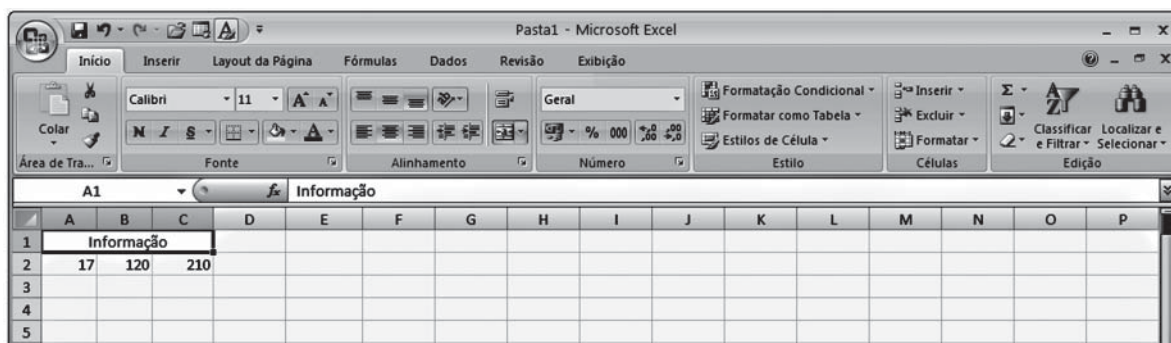 Pasta1 - Microsoft Excel
Início Inserir Layout da Página Fórmulas Dados Revisão Exibição
Colar
Calibri 11 A A
Geral
Formatação Condicional
Formatar como Tabela
Estilos de Célula
Inserir
Excluir
Formatar
Σ
Classificar e Filtrar
Localizar e Selecionar
N I S A
% 000
Área de Tra... Fonte Alinhamento Número Estilo Células Edição
A1 fx Informação
A B C D E F G H I J K L M N O P
1 Informação
2 17 120 210
3
4
5